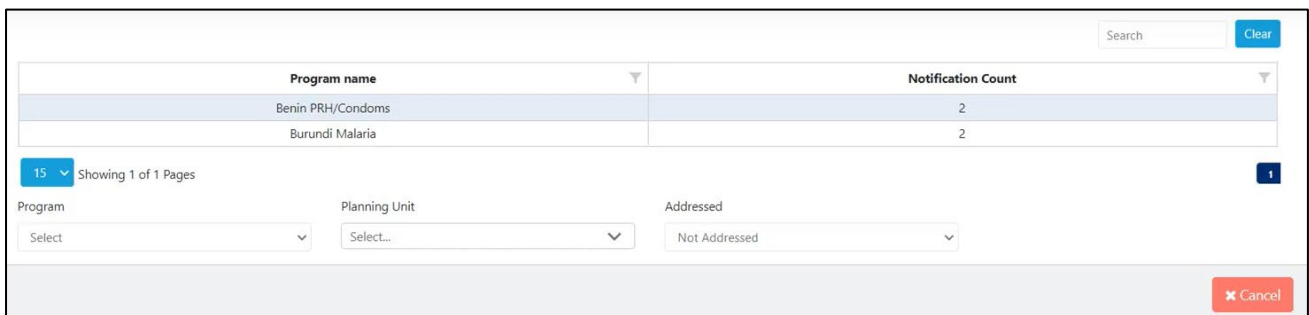 Search Clear
Program name Notification Count
Benin PRH/Condoms 2
Burundi Malaria 2
15 Showing 1 of 1 Pages 1
Program Planning Unit Addressed
Select Select... Not Addressed
Cancel